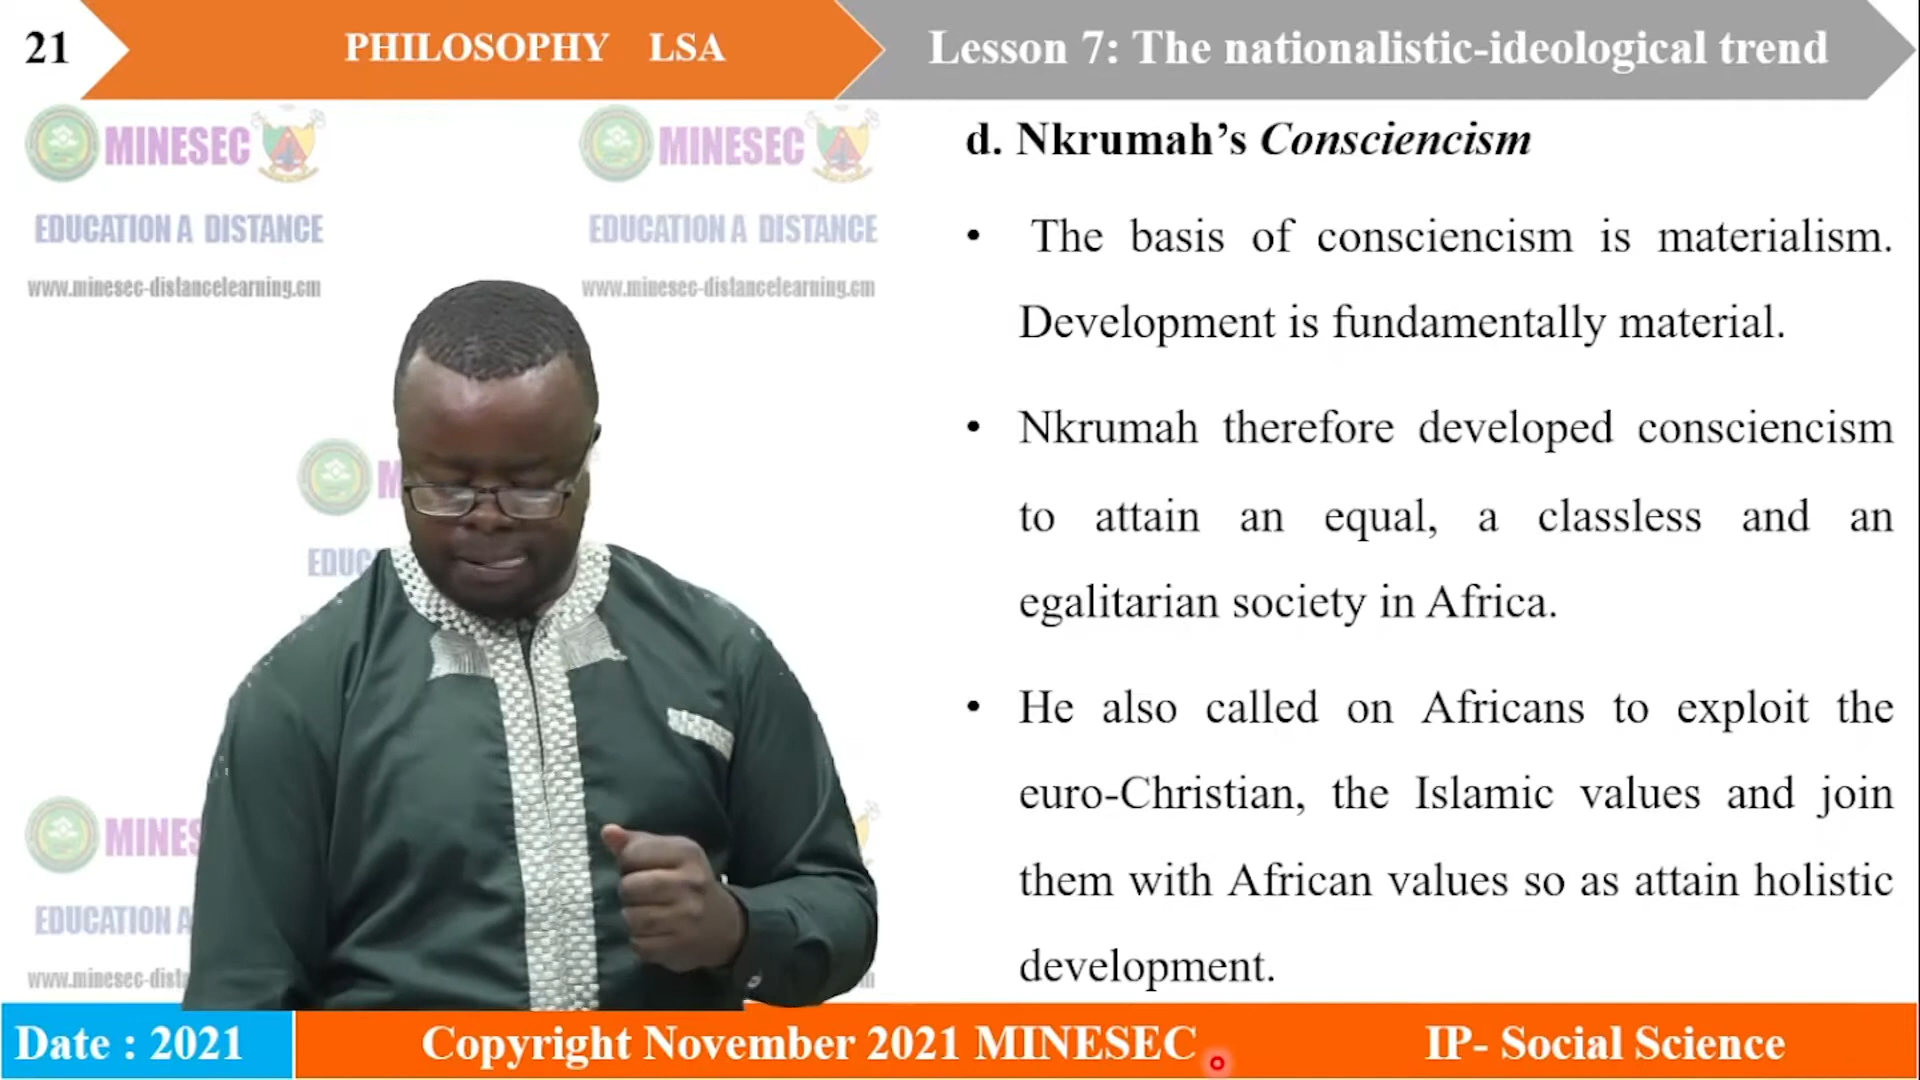 21
PHILOSOPHY LSA
Lesson 7: The nationalistic-ideological trend
MINESEC
EDUCATION A DISTANCE
www.minesec-distancelearning.cm
MINESEC
EDUCATION A DISTANCE
www.minesec-distancelearning.cm
M
EDUC
MINES
EDUCATION A
www.minesec-dista
d. Nkrumah’s Consciencism
• The basis of consciencism is materialism.
Development is fundamentally material.
• Nkrumah therefore developed consciencism
to attain an equal, a classless and an
egalitarian society in Africa.
• He also called on Africans to exploit the
euro-Christian, the Islamic values and join
them with African values so as attain holistic
development.
Date : 2021
Copyright November 2021 MINESEC
IP- Social Science